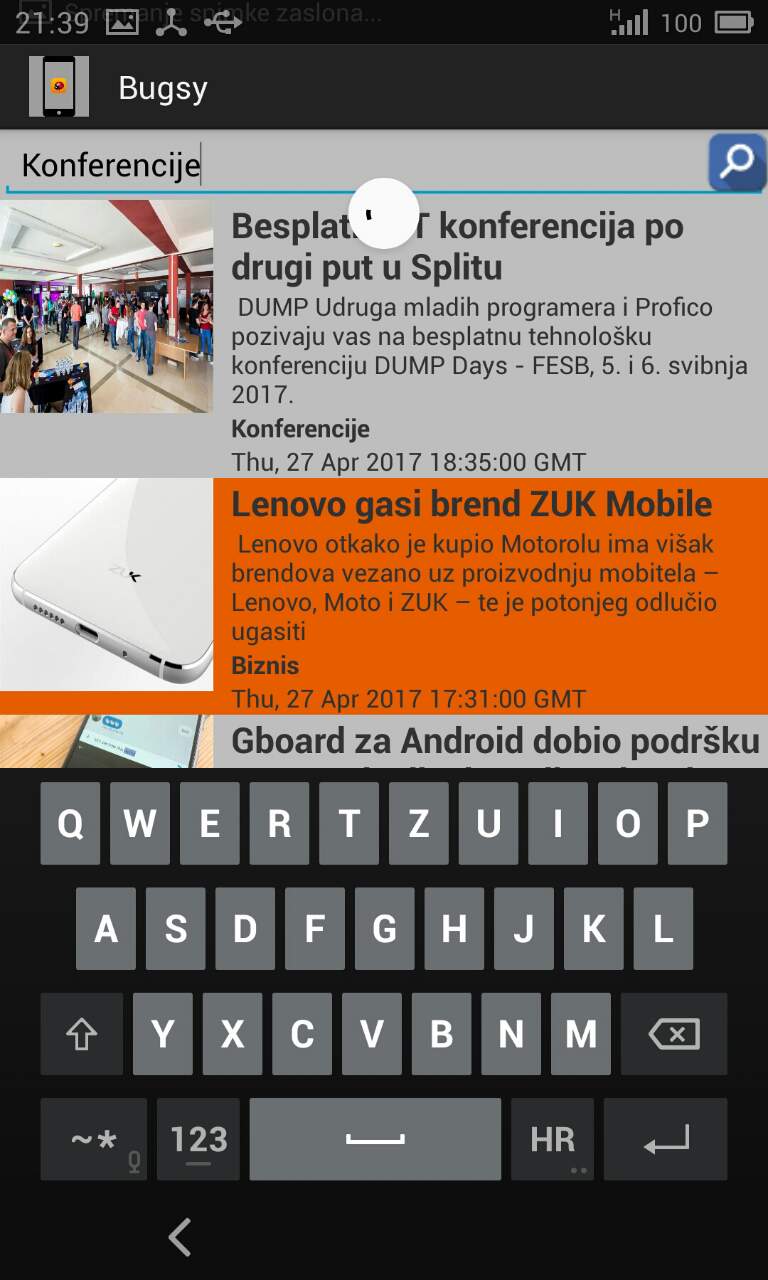 21:39
Spremanje snimke zaslona...
H
100
Bugsy
Konferencije
konferencija po
drugi put u Splitu
DUMP Udruga mladih programera i Profico
pozivaju vas na besplatnu tehnološku
konferenciju DUMP Days - FESB, 5. i 6. svibnja
2017.
Konferencije
Thu, 27 Apr 2017 18:35:00 GMT
ZUK
Lenovo gasi brend ZUK Mobile
Lenovo otkako je kupio Motorolu ima višak
brendova vezano uz proizvodnju mobitela –
Lenovo, Moto i ZUK – te je potonjeg odlučio
ugasiti
Biznis
Thu, 27 Apr 2017 17:31:00 GMT
Gboard za Android dobio podršku
Q W E R T Z U I O P
A S D F G H J K L
Y X C V B N M
~* 123 HR